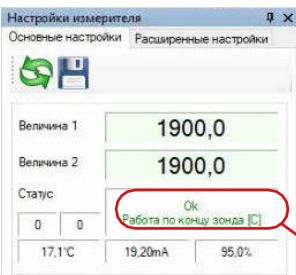 Настройки измерителя
Основные настройки Расширенные настройки
Величина 1 1900,0
Величина 2 1900,0
Статус
Ok
Работа по концу зонда [C]
0 0
17,1°C 19,20mA 95,0%